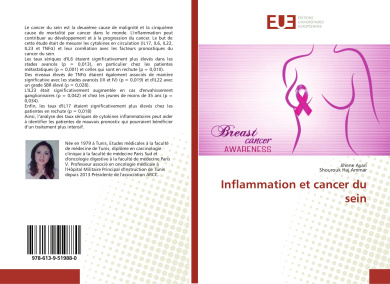 Le cancer du sein est la deuxième cause de malignité et la cinquième
cause de mortalité par cancer dans le monde. L'inflammation peut
contribuer au développement et à la progression du cancer. Le but de
cette étude était de mesurer les cytokines en circulation (IL17, IL6, IL22,
IL23 et TNFα) et leur corrélation avec les facteurs pronostiques du
cancer du sein.
Les taux sériques d'IL6 étaient significativement plus élevés dans les
stades avancés (p = 0,013), en particulier chez les patientes
métastatiques (p = 0,001) et celles qui sont en rechute (p = 0,018).
Des niveaux élevés de TNFα étaient également associés de manière
significative avec les stades avancés (III et IV) (p = 0,019) et d'IL22 avec
un grade SBR élevé (p = 0,028).
L'IL23 était significativement augmentée en cas d'envahissement
ganglionnaires (p = 0,042) et chez les jeunes de moins de 35 ans (p =
0,034).
Enfin, les taux d'IL17 étaient significativement plus élevés chez les
patientes en rechute (p = 0,018)
Ainsi, l'analyse des taux sériques de cytokines inflammatoires peut aider
à identifier les patientes de mauvais pronostic qui pourraient bénéficier
d'un traitement plus intensif.
Née en 1979 à Tunis, Etudes médicales à la faculté
de médecine de Tunis, diplôme en carcinologie
clinique à la faculté de médecine Paris Sud et
d'oncologie digestive à la faculté de médecine Paris
V. Professeur associé en oncologie médicale à
l'Hôpital Militaire Principal d'Instruction de Tunis
depuis 2013 Présidente de l'association ABCF.
978-613-9-51988-0
ÉDITIONS
UNIVERSITAIRES
EUROPÉENNES
Breast
cancer
AWARENESS
Jihène Ayari
Shourouk Haj Ammar
Inflammation et cancer du
sein